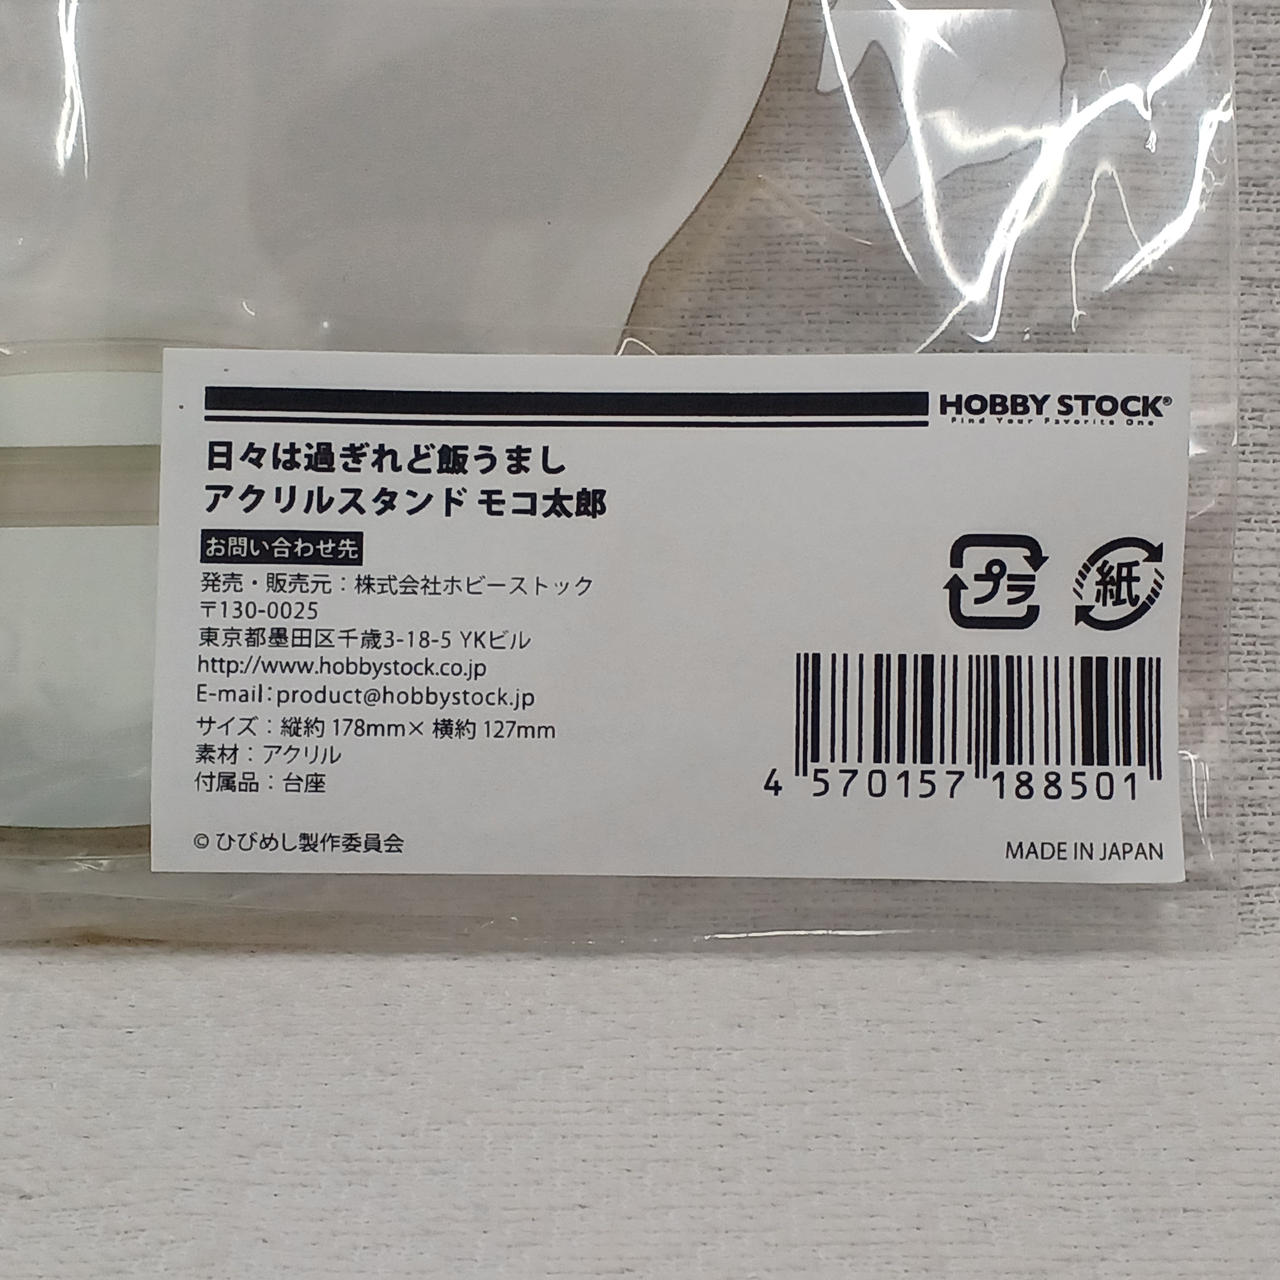 HOBBY STOCK®
Find Your Favorite One
日々は過ぎれど飯うまし
アクリルスタンド モコ太郎
お問い合わせ先
発売・販売元：株式会社ホビーストック
〒130-0025
東京都墨田区千歳3-18-5 YKビル
http://www.hobbystock.co.jp
E-mail:product@hobbystock.jp
サイズ：縦約 178mm× 横約 127mm
素材：アクリル
付属品：台座
© ひびめし製作委員会
プラ
紙
4 570157 188501
MADE IN JAPAN